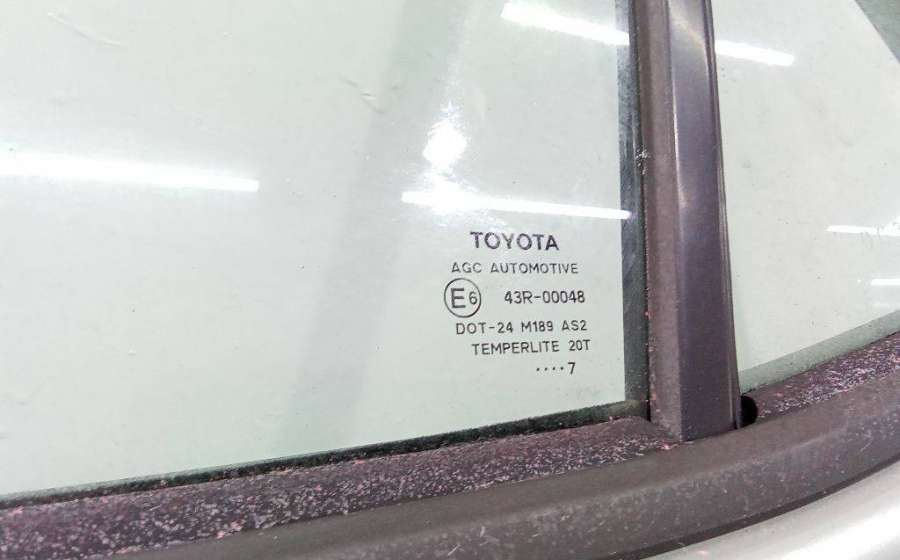 TOYOTA
AGC AUTOMOTIVE
E6 43R-00048
DOT-24 M189 AS2
TEMPERLITE 20T
····7